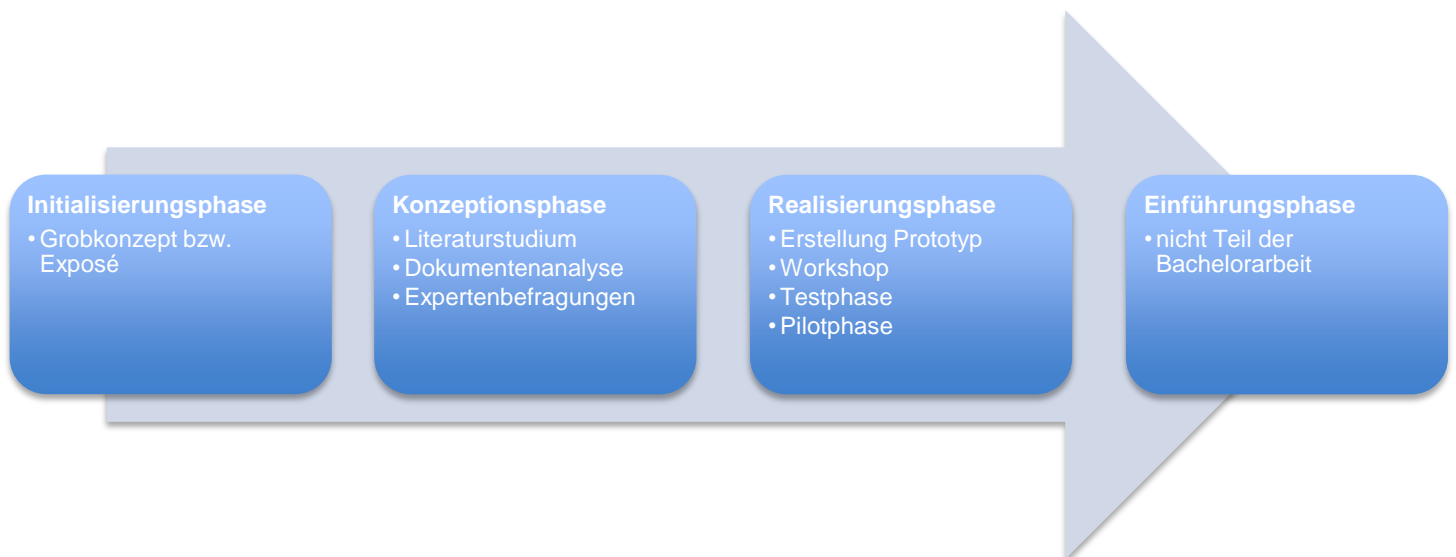 Initialisierungsphase
• Grobkonzept bzw.
Exposé
Konzeptionsphase
• Literaturstudium
• Dokumentenanalyse
• Expertenbefragungen
Realisierungsphase
• Erstellung Prototyp
• Workshop
• Testphase
• Pilotphase
Einführungsphase
• nicht Teil der
Bachelorarbeit